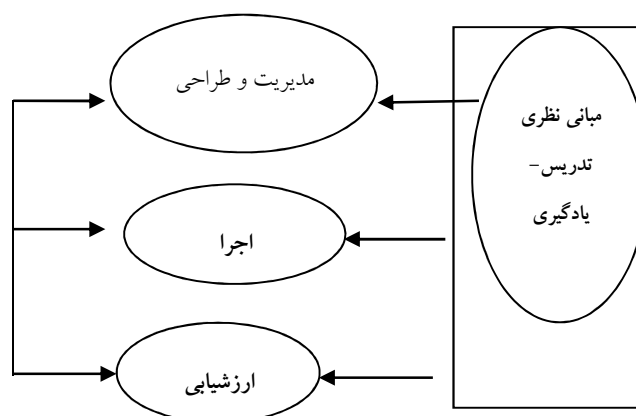 مدیریت و طراحی
مبانی نظری
تدریس–
یادگیری
اجرا
ارزشیابی